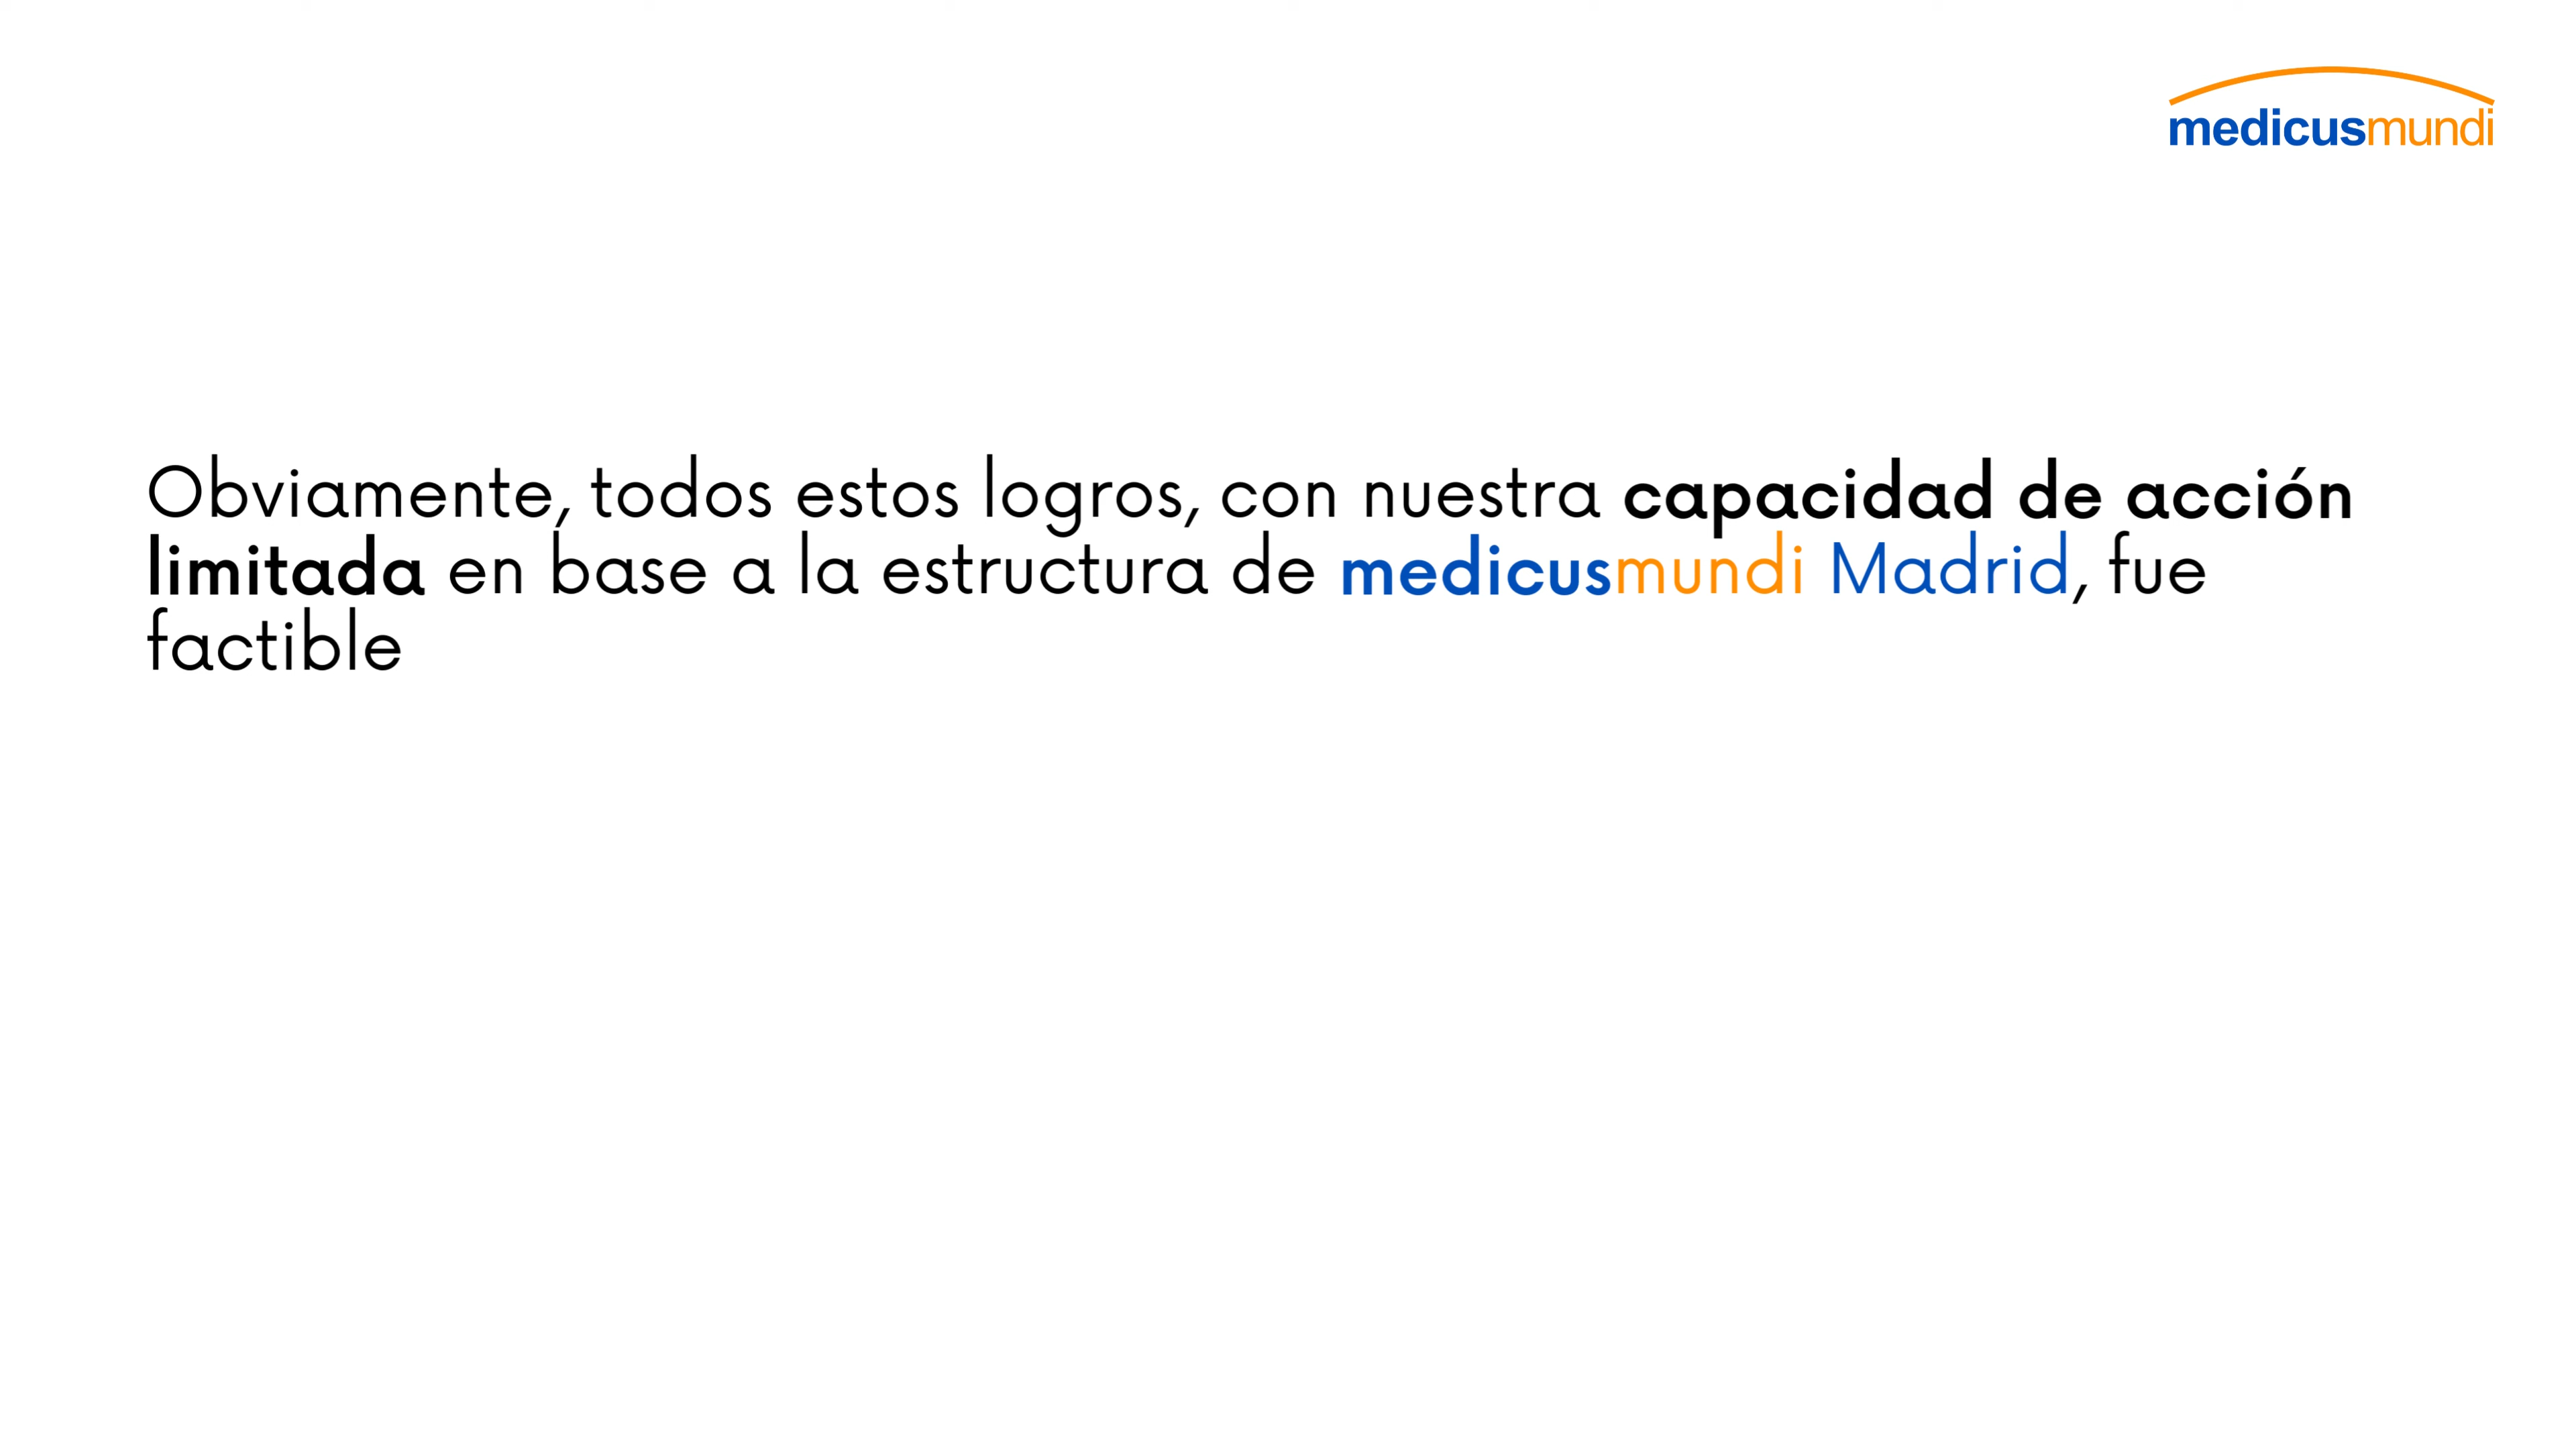 medicusmundi
Obviamente, todos estos logros, con nuestra capacidad de acción
limitada en base a la estructura de medicusmundi Madrid, fue
factible